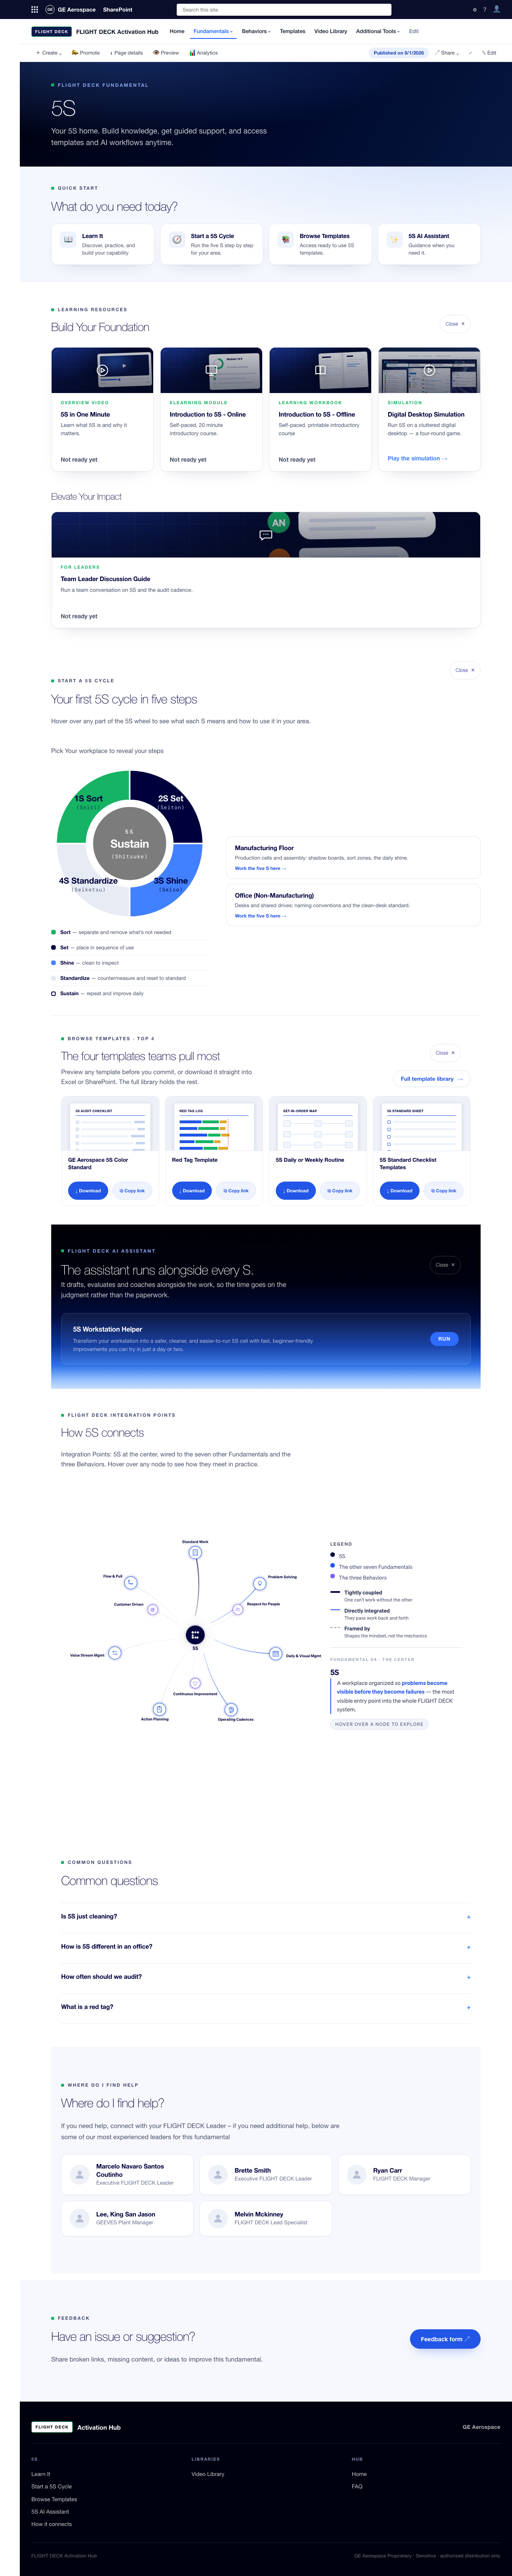 GE Aerospace SharePoint
Search this site
?
FLIGHT DECK FLIGHT DECK Activation Hub Home Fundamentals Behaviors Templates Video Library Additional Tools Edit
+ Create Promote Page details Preview Analytics Published on 9/1/2026 Share Edit
FLIGHT DECK FUNDAMENTAL
5S
Your 5S home. Build knowledge, get guided support, and access
templates and AI workflows anytime.
QUICK START
What do you need today?
Learn It
Discover, practice, and
build your capability
Start a 5S Cycle
Run the five S step by step
for your area.
Browse Templates
Access ready to use 5S
templates.
5S AI Assistant
Guidance when you
need it.
LEARNING RESOURCES
Build Your Foundation
Close ×
OVERVIEW VIDEO
5S in One Minute
Learn what 5S is and why it
matters.
Not ready yet
ELEARNING MODULE
Introduction to 5S - Online
Self-paced, 20 minute
introductory course.
Not ready yet
LEARNING WORKBOOK
Introduction to 5S - Offline
Self-paced, printable introductory
course
Not ready yet
SIMULATION
Digital Desktop Simulation
Run 5S on a cluttered digital
desktop — a four-round game.
Play the simulation →
Elevate Your Impact
AN
FOR LEADERS
Team Leader Discussion Guide
Run a team conversation on 5S and the audit cadence.
Not ready yet
Close ×
START A 5S CYCLE
Your first 5S cycle in five steps
Hover over any part of the 5S wheel to see what each S means and how to use it in your area.
Pick Your workplace to reveal your steps
1S Sort
(Seiri)
2S Set
(Seiton)
5S
Sustain
(Shitsuke)
4S Standardize
(Seiketsu)
3S Shine
(Seiso)
Manufacturing Floor
Production cells and assembly: shadow boards, sort zones, the daily shine.
Work the five S here →
Office (Non-Manufacturing)
Desks and shared drives: naming conventions and the clean-desk standard.
Work the five S here →
Sort — separate and remove what's not needed
Set — place in sequence of use
Shine — clean to inspect
Standardize — countermeasure and reset to standard
Sustain — repeat and improve daily
BROWSE TEMPLATES · TOP 4
The four templates teams pull most
Close ×
Preview any template before you commit, or download it straight into
Excel or SharePoint. The full library holds the rest.
Full template library →
5S AUDIT CHECKLIST
GE Aerospace 5S Color
Standard
↓ Download Copy link
RED TAG LOG
Red Tag Template
↓ Download Copy link
SET-IN-ORDER MAP
5S Daily or Weekly Routine
↓ Download Copy link
5S STANDARD SHEET
5S Standard Checklist
Templates
↓ Download Copy link
FLIGHT DECK AI ASSISTANT
The assistant runs alongside every S.
Close ×
It drafts, evaluates and coaches alongside the work, so the time goes on the
judgment rather than the paperwork.
5S Workstation Helper
Transform your workstation into a safer, cleaner, and easier-to-run 5S cell with fast, beginner-friendly
improvements you can try in just a day or two.
RUN
FLIGHT DECK INTEGRATION POINTS
How 5S connects
Integration Points: 5S at the center, wired to the seven other Fundamentals and the
three Behaviors. Hover over any node to see how they meet in practice.
Standard Work
Flow & Pull
Problem Solving
Customer Driven
Respect for People
5S
Value Stream Mgmt
Daily & Visual Mgmt
Continuous Improvement
Action Planning
Operating Cadences
LEGEND
5S
The other seven Fundamentals
The three Behaviors
Tightly coupled
One can't work without the other
Directly integrated
They pass work back and forth
Framed by
Shapes the mindset, not the mechanics
FUNDAMENTAL 04 · THE CENTER
5S
A workplace organized so problems become
visible before they become failures — the most
visible entry point into the whole FLIGHT DECK
system.
HOVER OVER A NODE TO EXPLORE
COMMON QUESTIONS
Common questions
Is 5S just cleaning? +
How is 5S different in an office? +
How often should we audit? +
What is a red tag? +
WHERE DO I FIND HELP
Where do I find help?
If you need help, connect with your FLIGHT DECK Leader – if you need additional help, below are
some of our most experienced leaders for this fundamental
Marcelo Navarro Santos
Coutinho
Executive FLIGHT DECK Leader
Brette Smith
Executive FLIGHT DECK Leader
Ryan Carr
FLIGHT DECK Manager
Lee, King San Jason
GEEVES Plant Manager
Melvin Mckinney
FLIGHT DECK Lead Specialist
FEEDBACK
Have an issue or suggestion?
Share broken links, missing content, or ideas to improve this fundamental.
Feedback form ↗
FLIGHT DECK Activation Hub
GE Aerospace
5S
Learn It
Start a 5S Cycle
Browse Templates
5S AI Assistant
How it connects
LIBRARIES
Video Library
HUB
Home
FAQ
FLIGHT DECK Activation Hub
GE Aerospace Proprietary · Sensitive · authorized distribution only